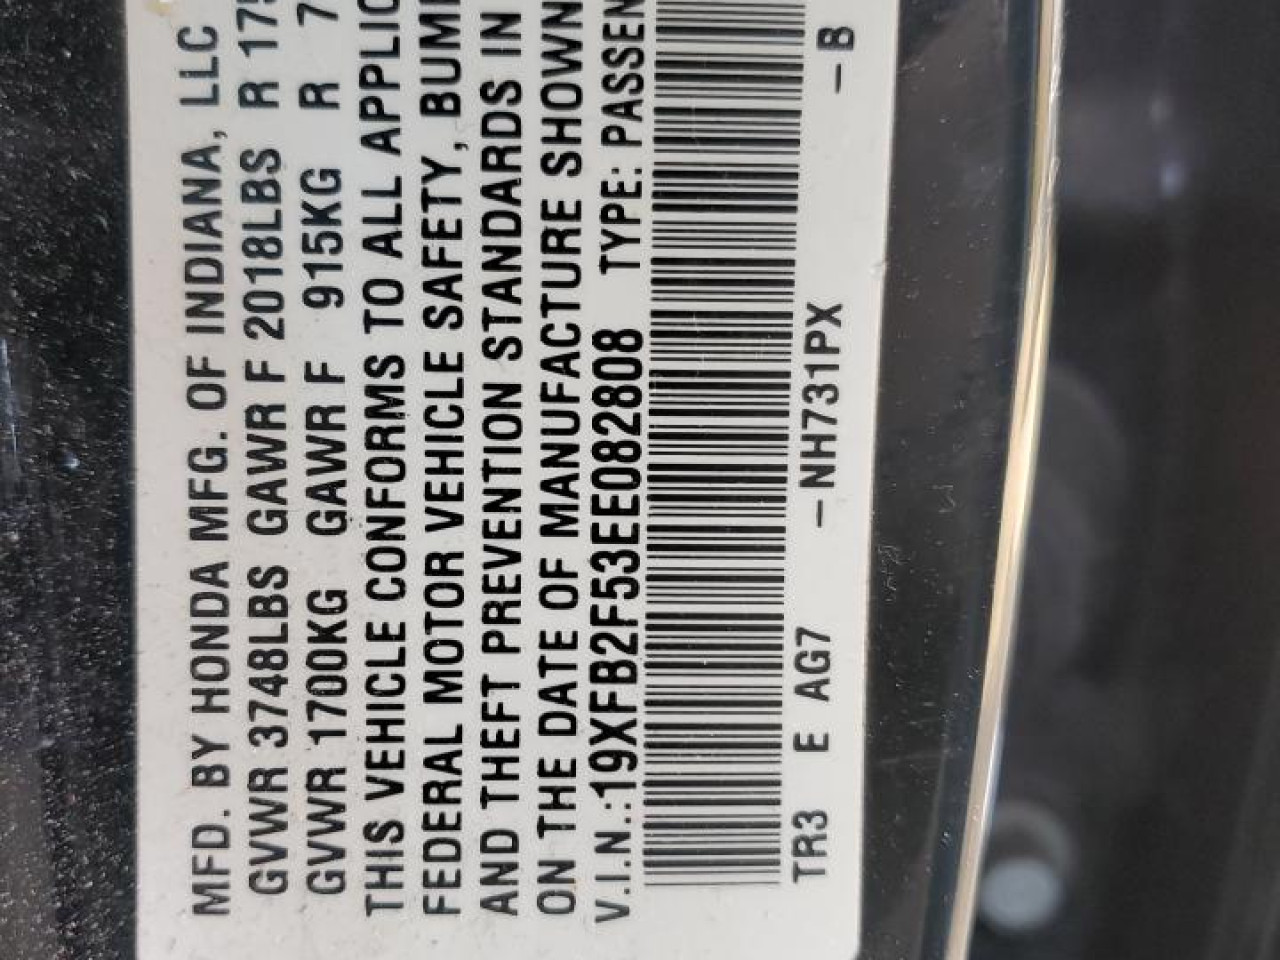 MFD. BY HONDA MFG. OF INDIANA, LLC
GVWR 3748LBS GAWR F 2018LBS R 175
GVWR 1700KG GAWR F 915KG R 7
THIS VEHICLE CONFORMS TO ALL APPLIC
FEDERAL MOTOR VEHICLE SAFETY, BUM
AND THEFT PREVENTION STANDARDS IN
ON THE DATE OF MANUFACTURE SHOWN
V.I.N.:19XFB2F53EE082808 TYPE: PASSEN
TR3 E AG7 -NH731PX -B